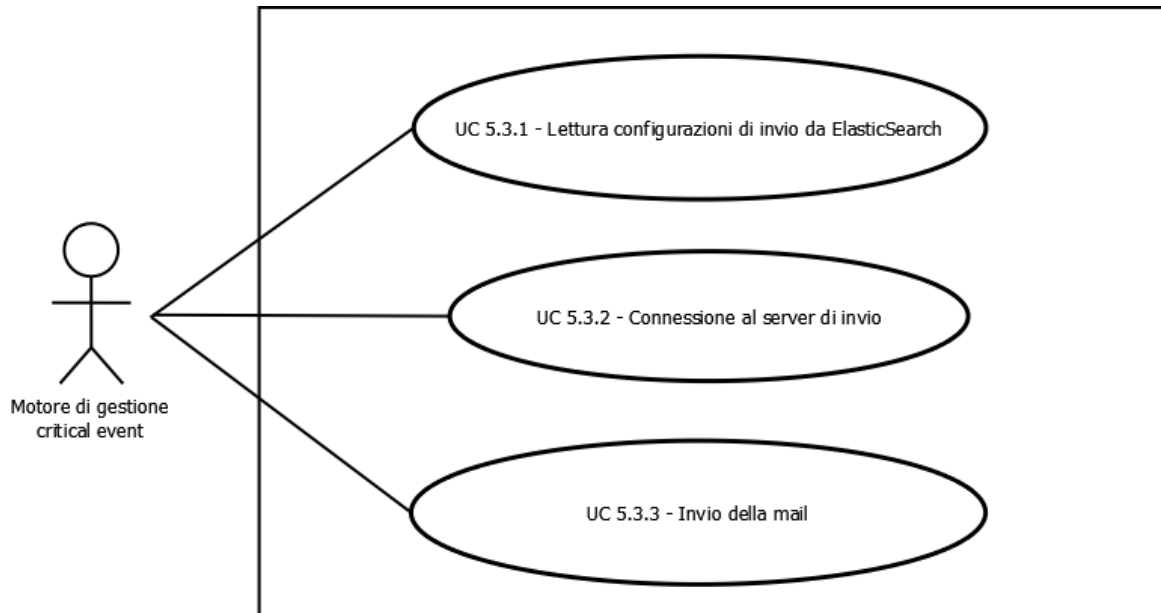 UC 5.3.1 - Lettura configurazioni di invio da ElasticSearch
UC 5.3.2 - Connessione al server di invio
Motore di gestione
critical event
UC 5.3.3 - Invio della mail